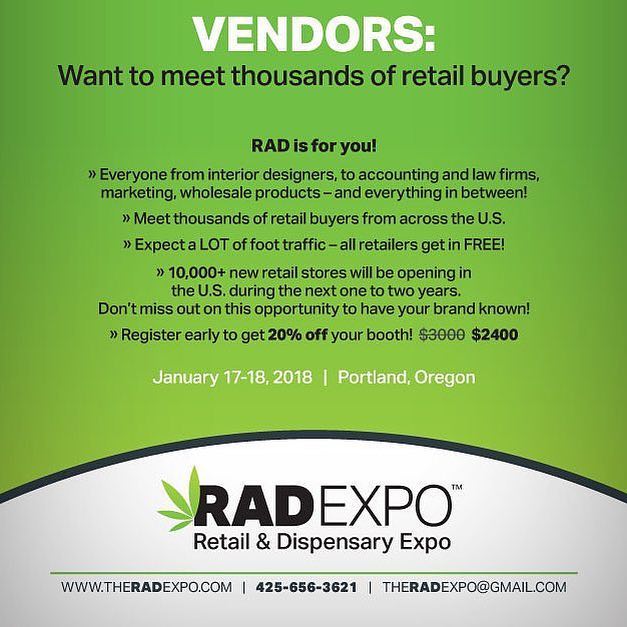 VENDORS:
Want to meet thousands of retail buyers?
RAD is for you!
» Everyone from interior designers, to accounting and law firms,
marketing, wholesale products – and everything in between!
» Meet thousands of retail buyers from across the U.S.
» Expect a LOT of foot traffic – all retailers get in FREE!
» 10,000+ new retail stores will be opening in
the U.S. during the next one to two years.
Don't miss out on this opportunity to have your brand known!
» Register early to get 20% off your booth! $3000 $2400
January 17-18, 2018 | Portland, Oregon
RADEXPO™
Retail & Dispensary Expo
WWW.THERADEXPO.COM | 425-656-3621 | THERADEXPO@GMAIL.COM